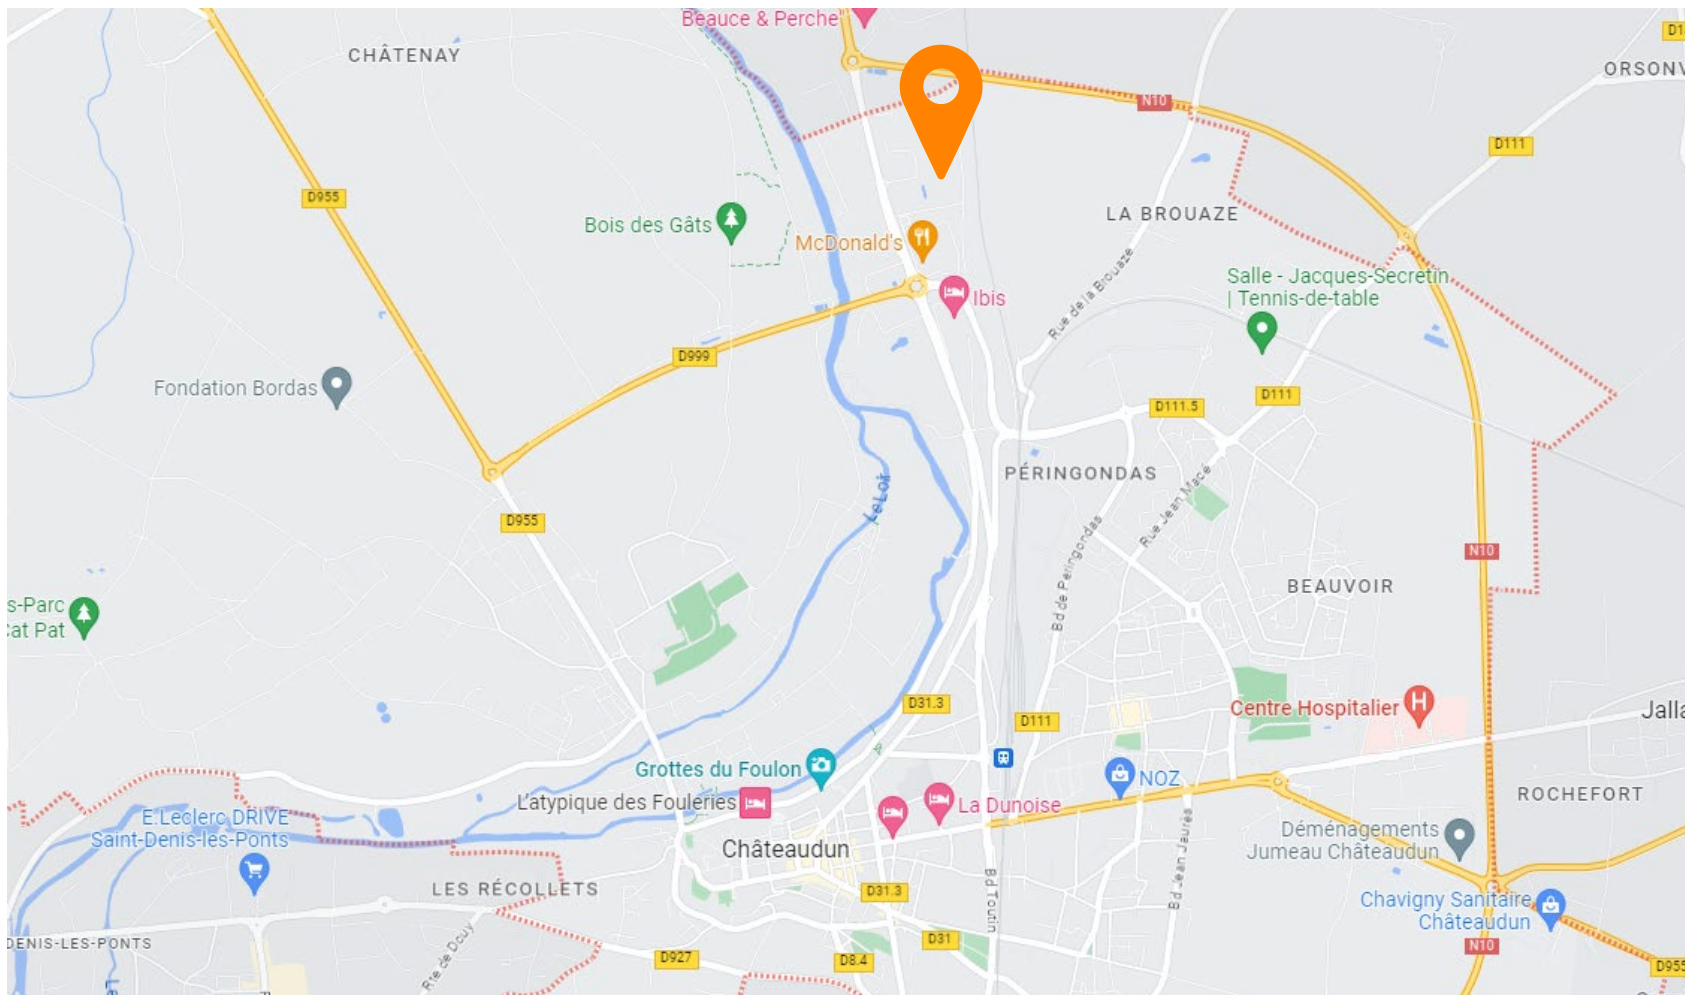 Beauce & Perche"
CHÂTENAY
ORSONV
N10
D111
D955
Bois des Gâts
LA BROUAZE
McDonald's
Rue de la Brouaze
Salle - Jacques-Secretin
| Tennis-de-table
Ibis
D999
Fondation Bordas
D111
D111.5
PÉRINGONDAS
Rue Jean Macé
Le Loir
D955
Bd de Péringondas
N10
BEAUVOIR
s-Parc
Cat Pat
D31.3
D111
Centre Hospitalier
Jalla
Grottes du Foulon
NOZ
L'atypique des Fouleries
La Dunoise
ROCHEFORT
E.Leclerc DRIVE
Saint-Denis-les-Ponts
Déménagements
Jumeau Châteaudun
Châteaudun
Bd Jean Jaurès
Bd Toutin
LES RÉCOLLETS
D31.3
Chavigny Sanitaire
Châteaudun
DENIS-LES-PONTS
Rte de Douy
D31
N10
D927
D8.4
D955